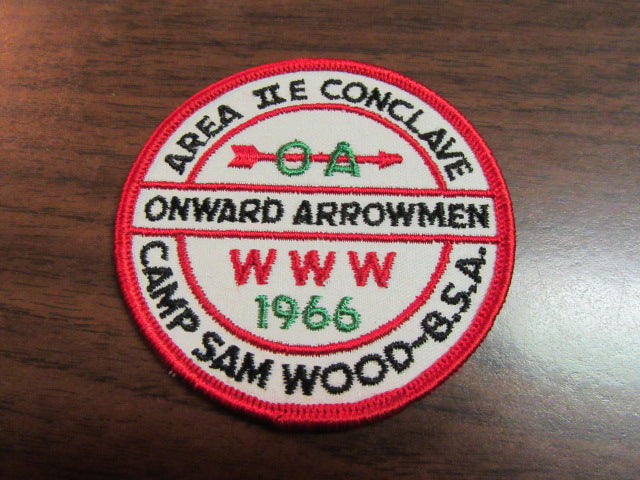 AREA II E CONCLAVE
OA
ONWARD ARROWMEN
WWW
1966
CAMP SAM WOOD-B.S.A.